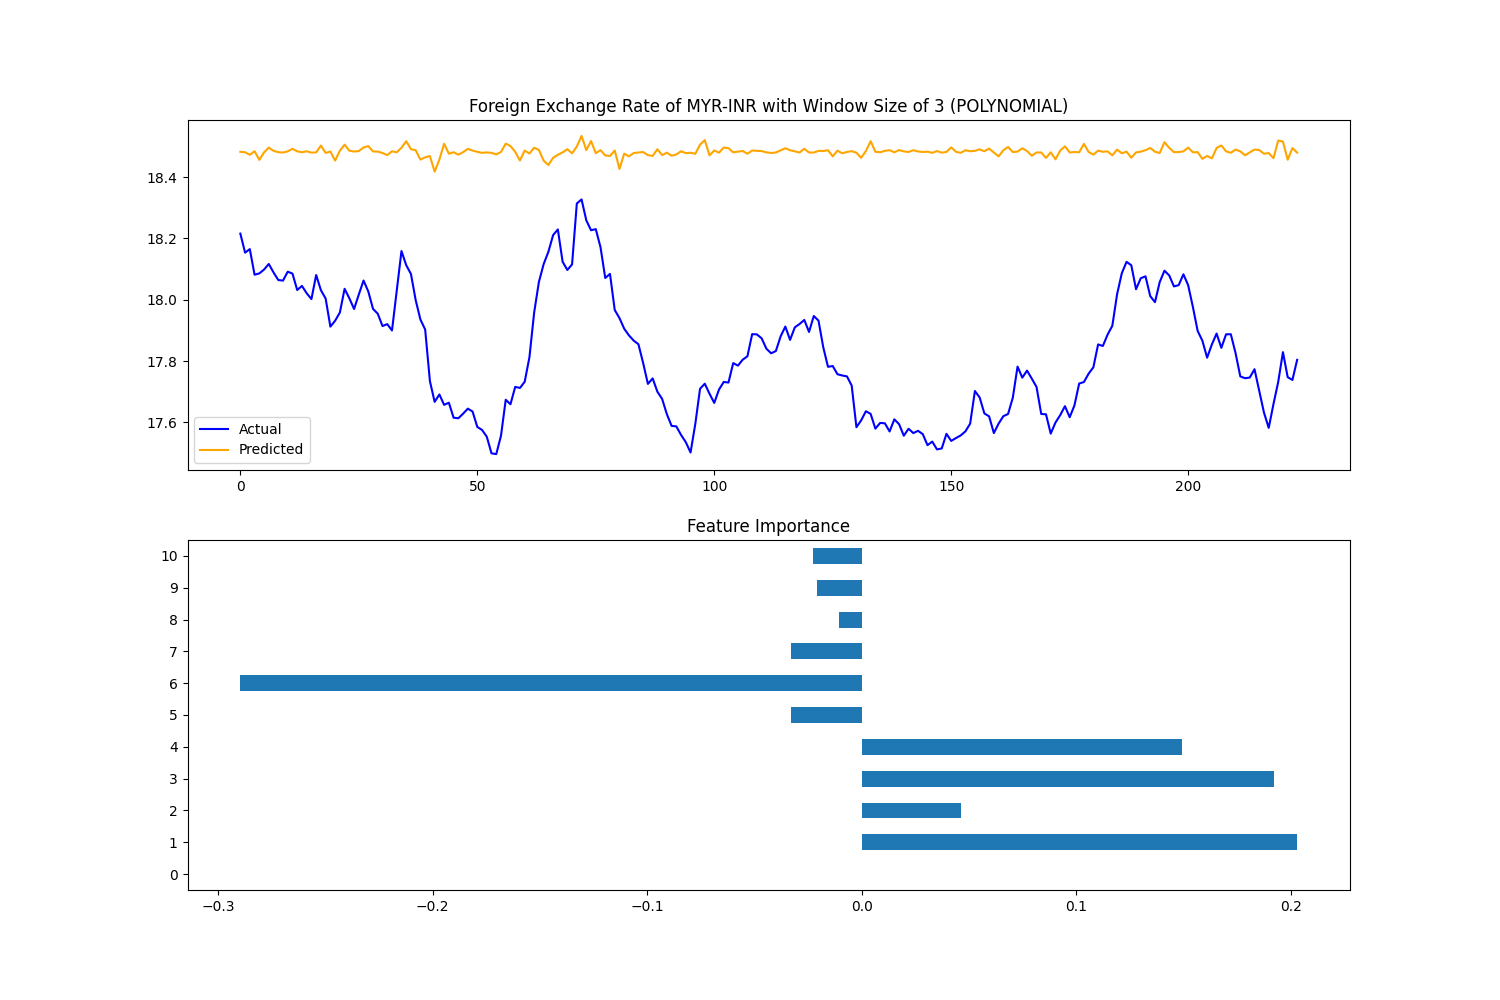 Foreign Exchange Rate of MYR-INR with Window Size of 3 (POLYNOMIAL)
18.4
18.2
18.0
17.8
17.6
Actual
Predicted
0 50 100 150 200
Feature Importance
10
9
8
7
6
5
4
3
2
1
0
−0.3 −0.2 −0.1 0.0 0.1 0.2